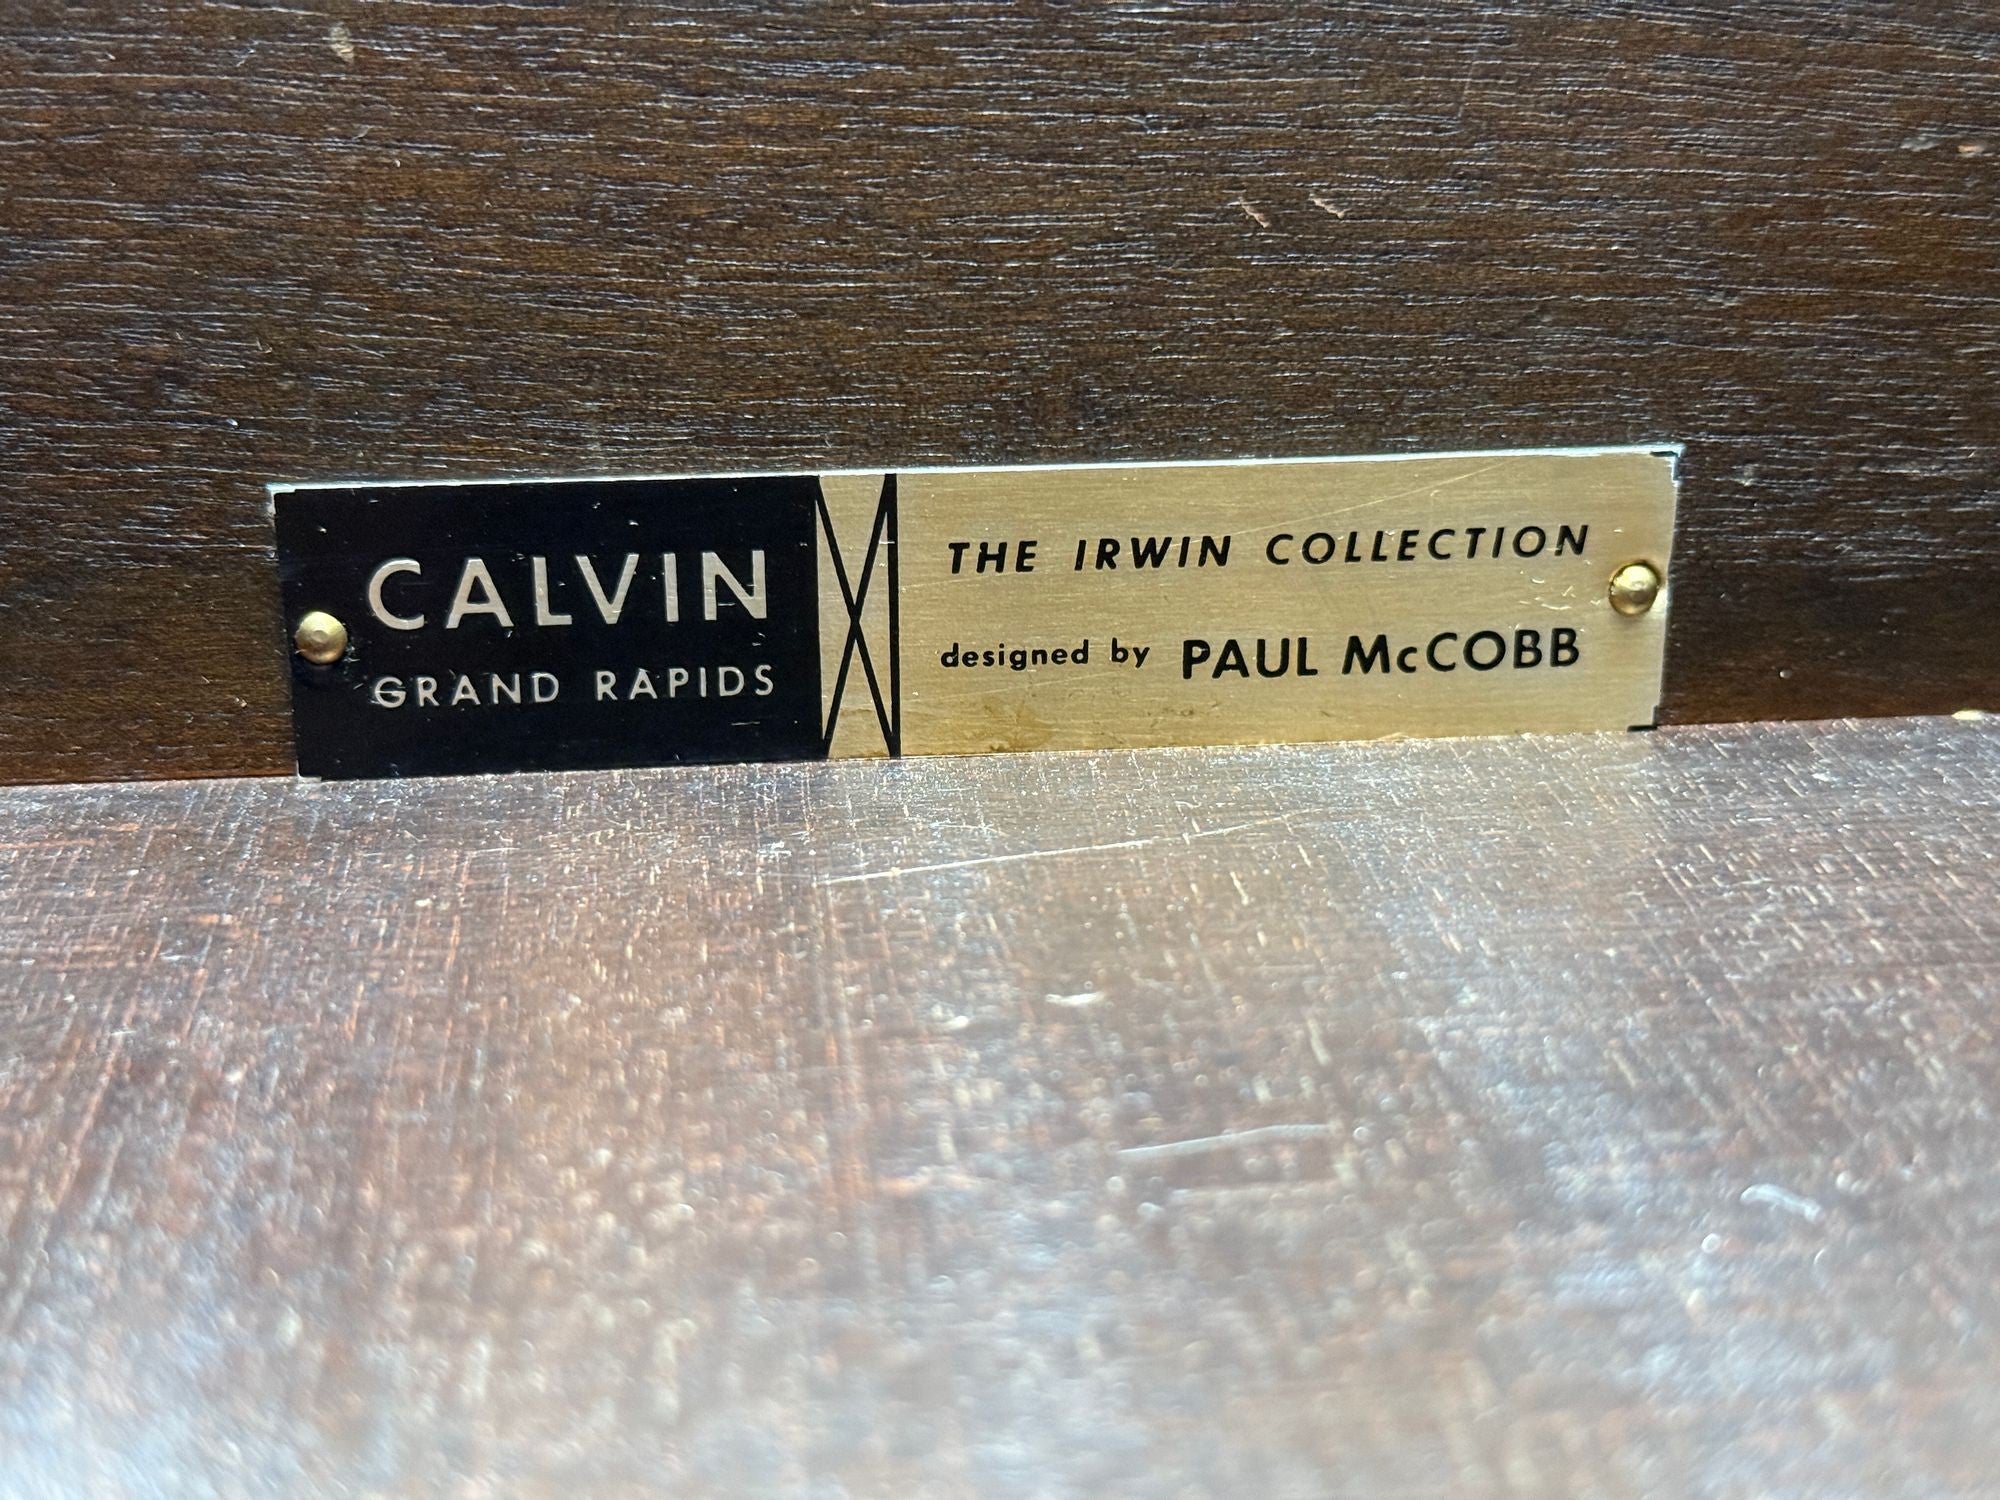 CALVIN
GRAND RAPIDS
THE IRWIN COLLECTION
designed by PAUL McCOBB